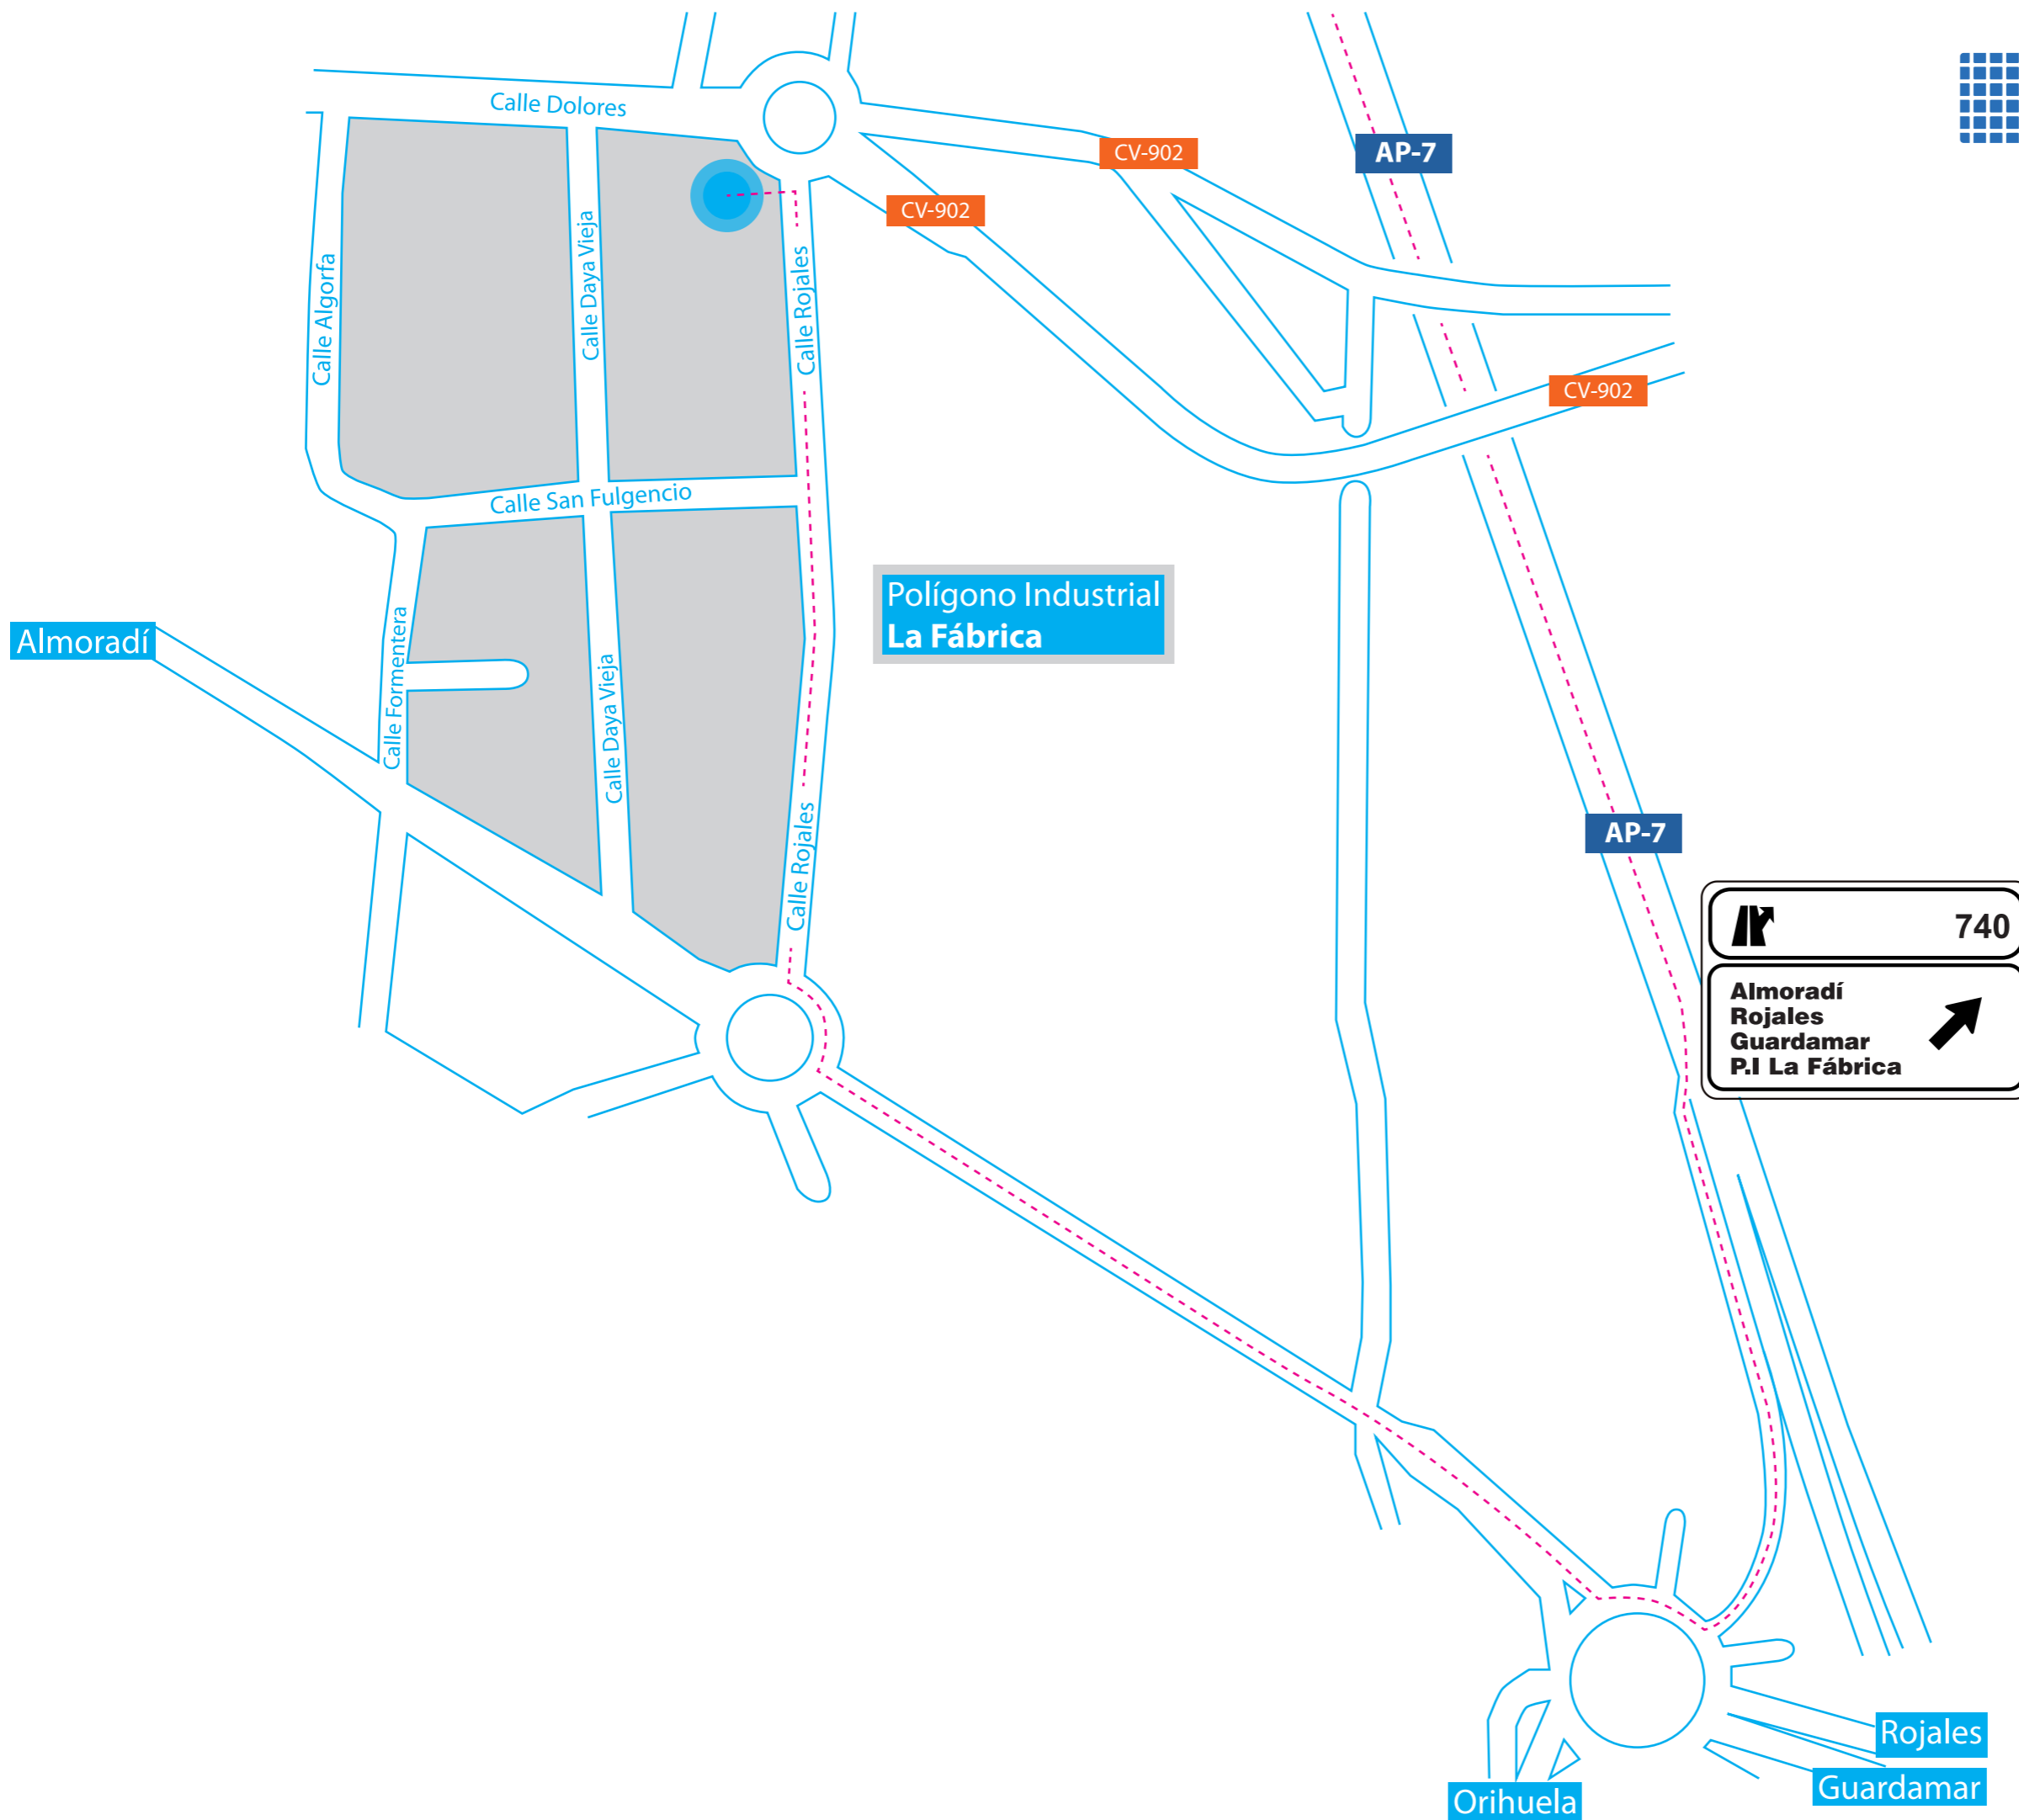 Calle Dolores
CV-902
AP-7
CV-902
Calle Algorfa
Calle Daya Vieja
Calle Rojales
CV-902
Calle San Fulgencio
Polígono Industrial
La Fábrica
Almoradí
Calle Formentera
Calle Daya Vieja
Calle Rojales
AP-7
740
Almoradí
Rojales
Guardamar
P.I La Fábrica
Rojales
Guardamar
Orihuela